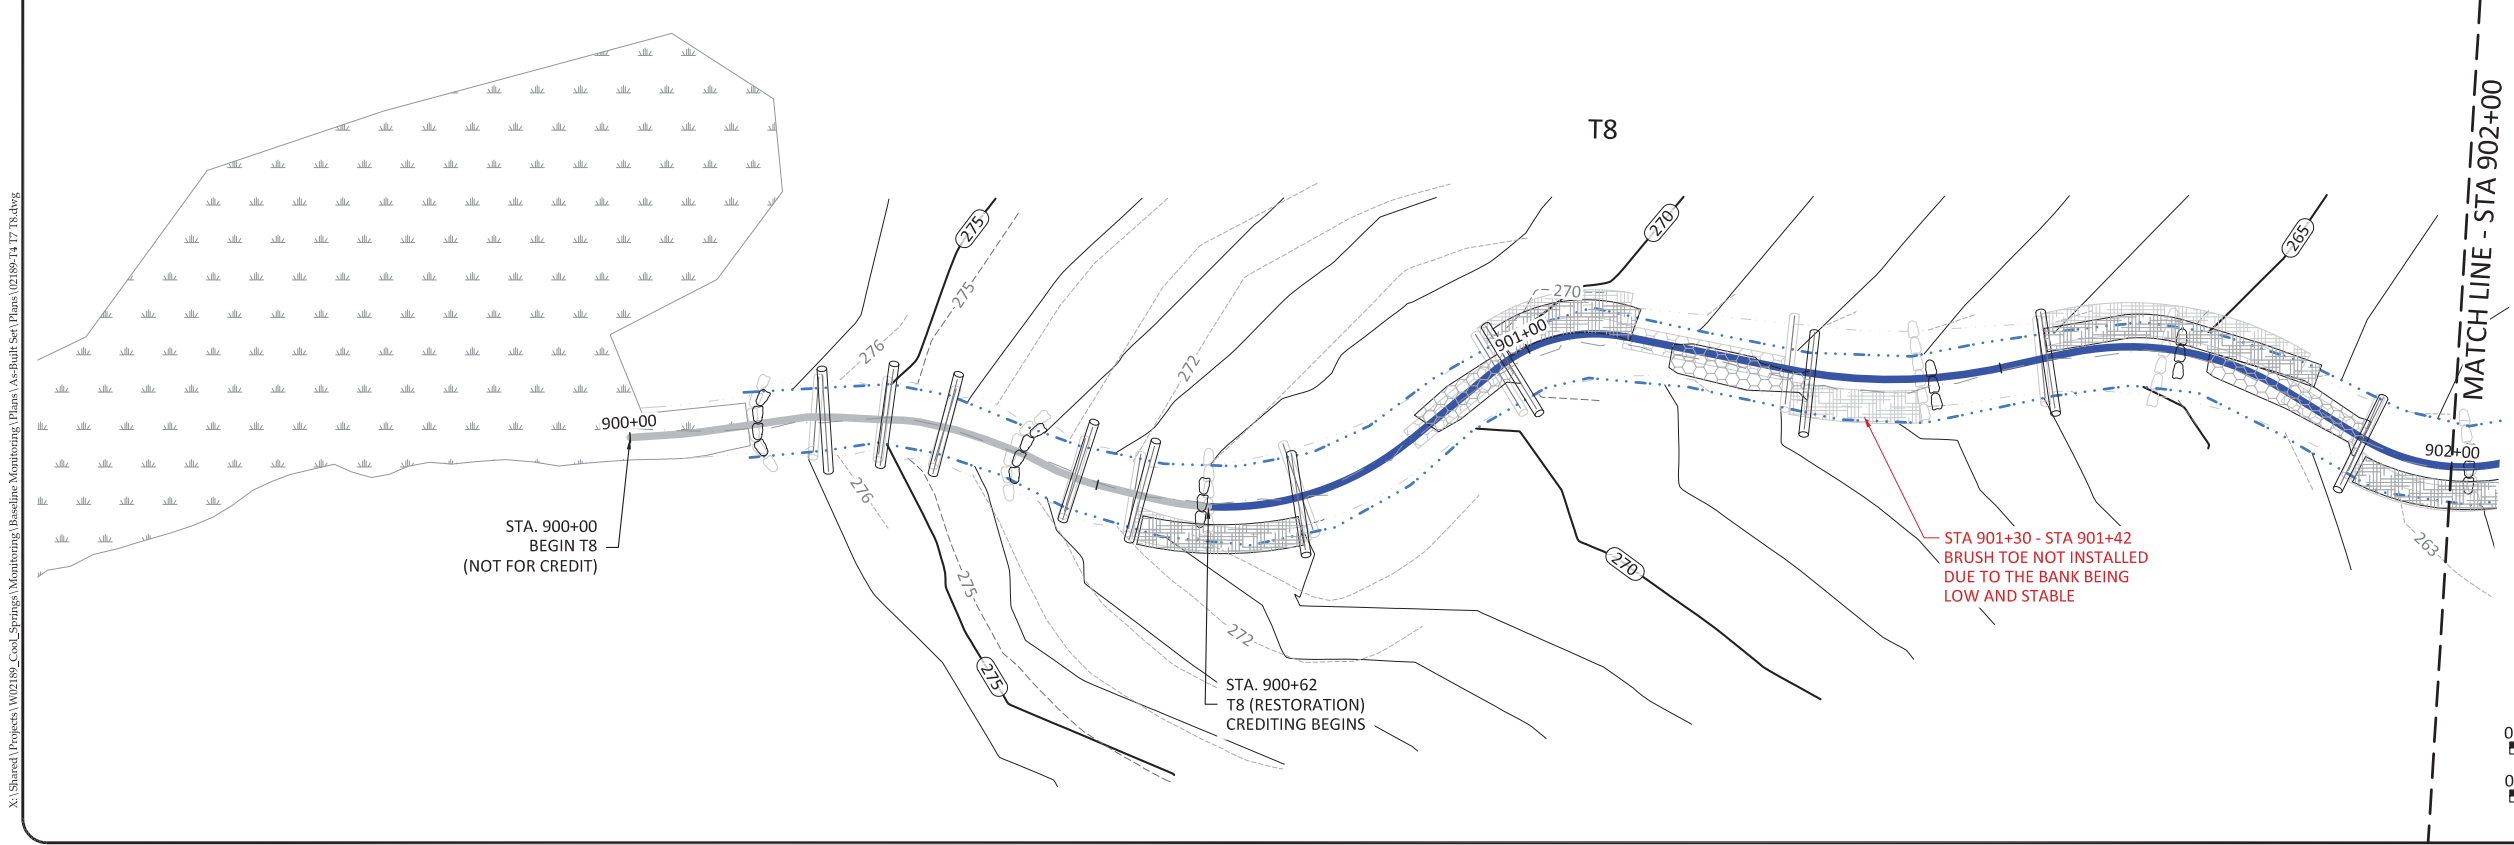 X:\Shared\Projects\W02189_Cool_Springs\Monitoring\Baseline Monitoring\Plans\As-Built Set\Plans\02189-T4 T7 T8.dwg
T8
MATCH LINE - STA 902+00
275
275
276
272
270
270
265
901+00
900+00
902+00
276
STA. 900+00
BEGIN T8
(NOT FOR CREDIT)
275
275
272
STA. 900+62
T8 (RESTORATION)
CREDITING BEGINS
270
STA 901+30 - STA 901+42
BRUSH TOE NOT INSTALLED
DUE TO THE BANK BEING
LOW AND STABLE
263
0
0